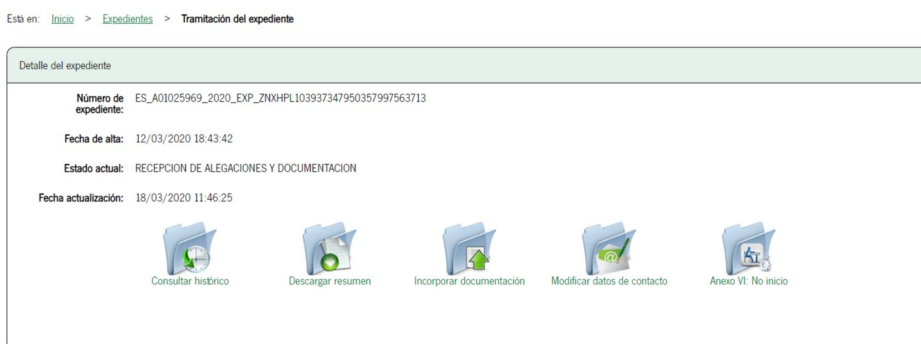 Está en: Inicio > Expedientes > Tramitación del expediente
Detalle del expediente
Número de expediente: ES_A01025969_2020_EXP_ZNXHPL103937347950357997563713
Fecha de alta: 12/03/2020 18:43:42
Estado actual: RECEPCION DE ALEGACIONES Y DOCUMENTACION
Fecha actualización: 18/03/2020 11:46:25
Consultar histórico Descargar resumen Incorporar documentación Modificar datos de contacto Anexo VI: No inicio